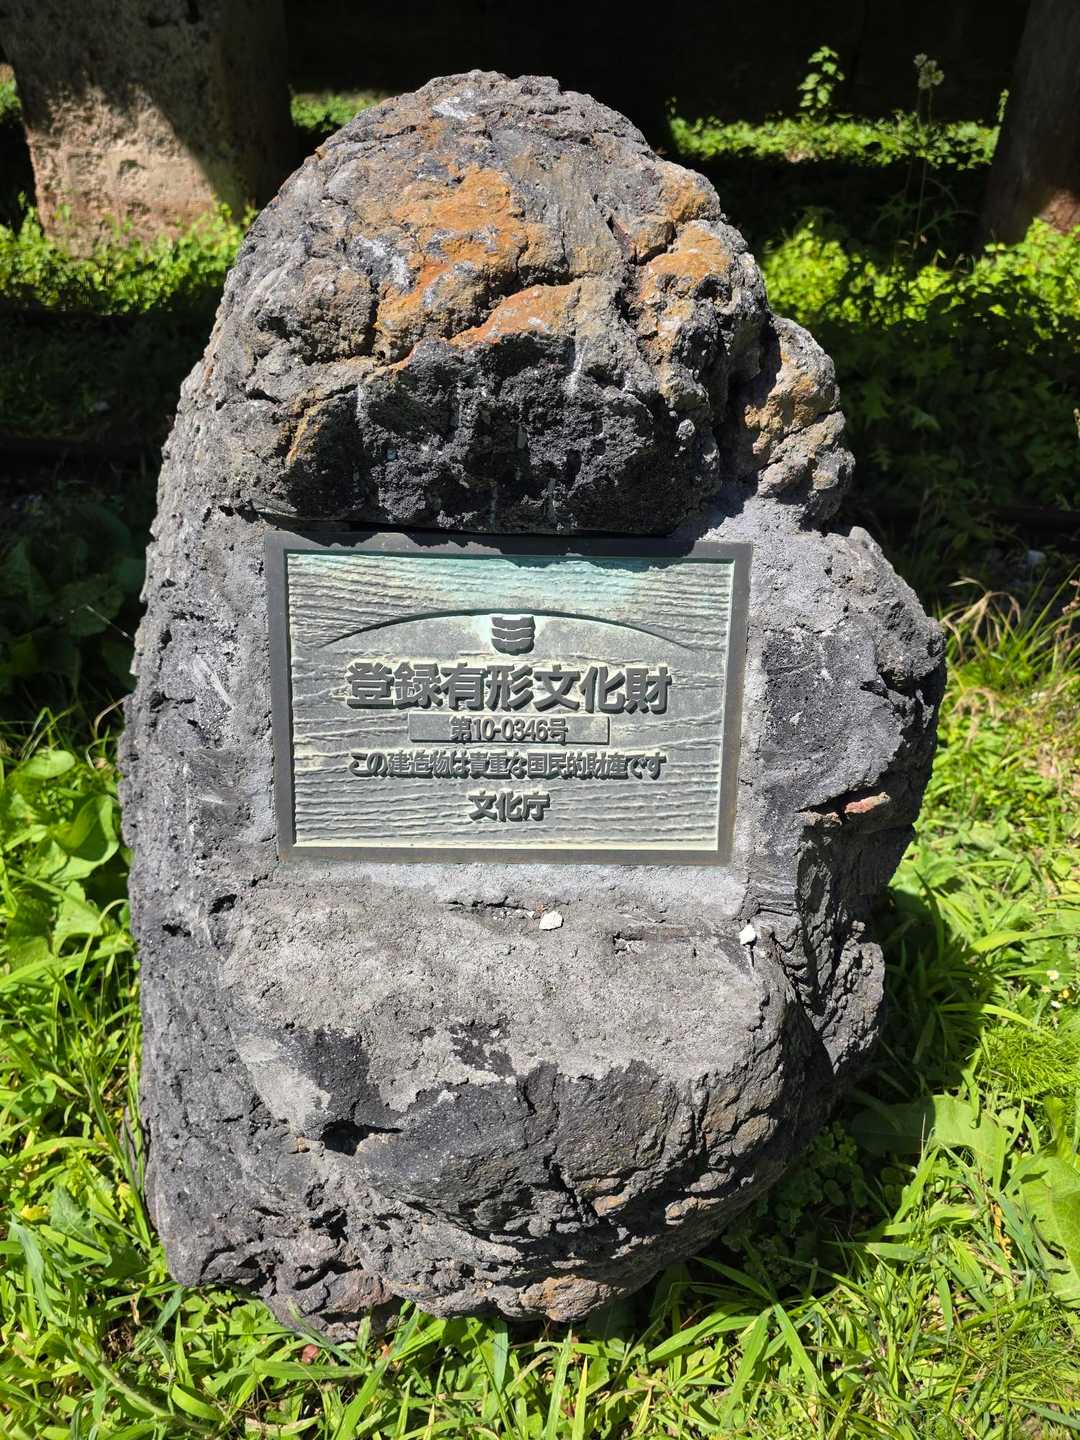 登録有形文化財
第10-0346号
この建造物は貴重な国民的財産です
文化庁